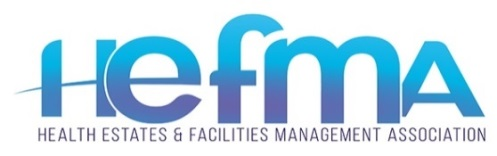 HefmA
HEALTH ESTATES & FACILITIES MANAGEMENT ASSOCIATION